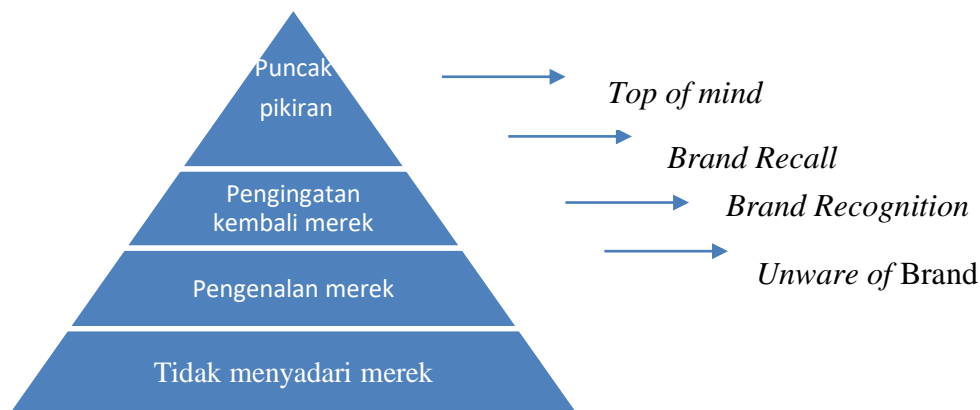 Puncak
pikiran
Top of mind
Brand Recall
Pengingatan
kembali merek
Brand Recognition
Pengenalan merek
Unware of Brand
Tidak menyadari merek